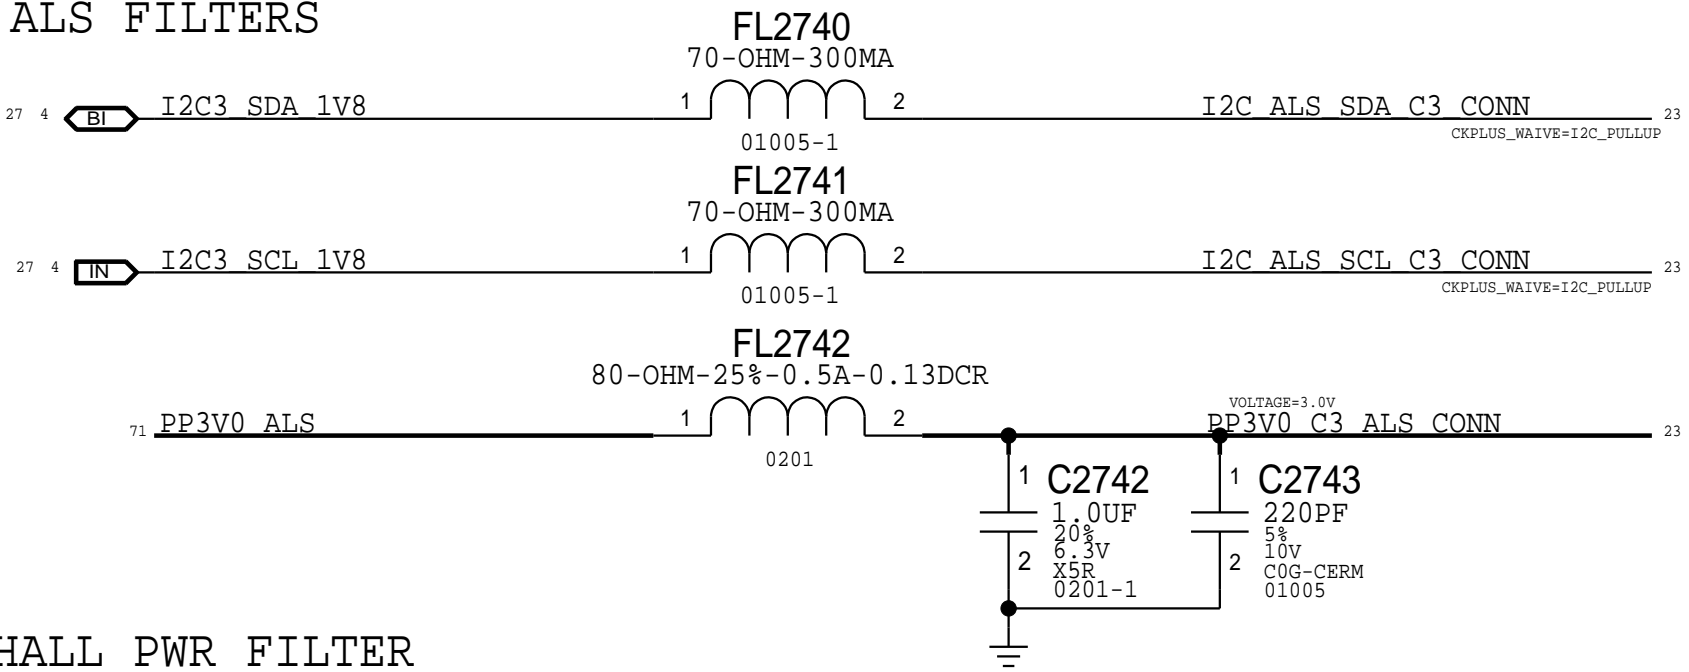 ALS FILTERS
FL2740
70-OHM-300MA
27 4 BI I2C3_SDA_1V8 1 2 I2C_ALS_SDA_C3_CONN 23
CKPLUS_WAIVE=I2C_PULLUP
01005-1
FL2741
70-OHM-300MA
27 4 IN I2C3_SCL_1V8 1 2 I2C_ALS_SCL_C3_CONN 23
CKPLUS_WAIVE=I2C_PULLUP
01005-1
FL2742
80-OHM-25%-0.5A-0.13DCR
VOLTAGE=3.0V
71 PP3V0_ALS 1 2 PP3V0_C3_ALS_CONN 23
0201
1 C2742
1.0UF
20%
6.3V
2 X5R
0201-1
1 C2743
220PF
5%
10V
2 C0G-CERM
01005
HALL PWR FILTER